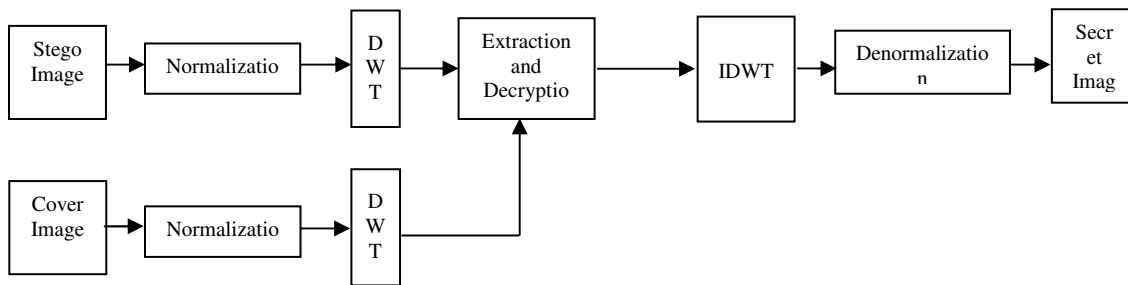 Stego
Image
Normalizatio
D
W
T
Extraction
and
Decryptio
IDWT
Denormalizatio
n
Secr
et
Imag
Cover
Image
Normalizatio
D
W
T